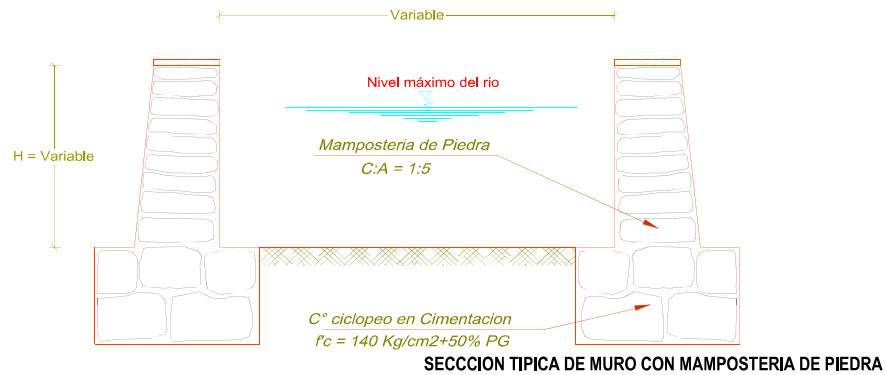 Variable
Nivel máximo del rio
H = Variable
Mamposteria de Piedra
C:A = 1:5
C° ciclopeo en Cimentacion
f'c = 140 Kg/cm2+50% PG
SECCCION TIPICA DE MURO CON MAMPOSTERIA DE PIEDRA